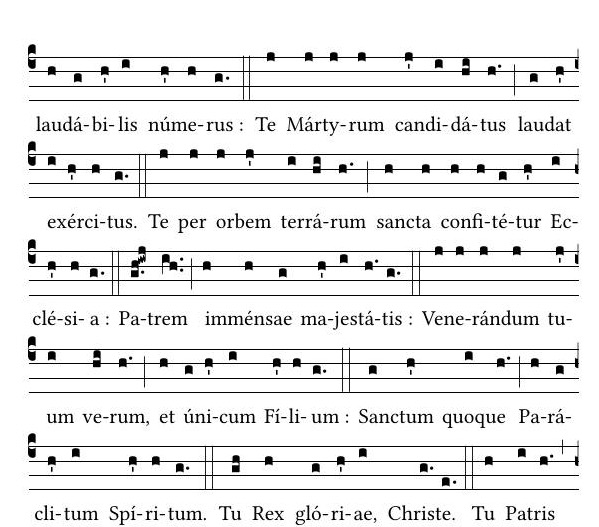 laudá-bi-lis núme-rus : Te Márty-rum candi-dá-tus laudat
exérci-tus. Te per orbem terrá-rum sancta confi-té-tur Ec-
clé-si- a : Pa-trem imménsae ma-jestá-tis : Vene-rándum tu-
um ve-rum, et úni-cum Fí-li- um : Sanctum quoque Pa-rá-
cli-tum Spí-ri-tum. Tu Rex gló-ri-ae, Christe. Tu Patris